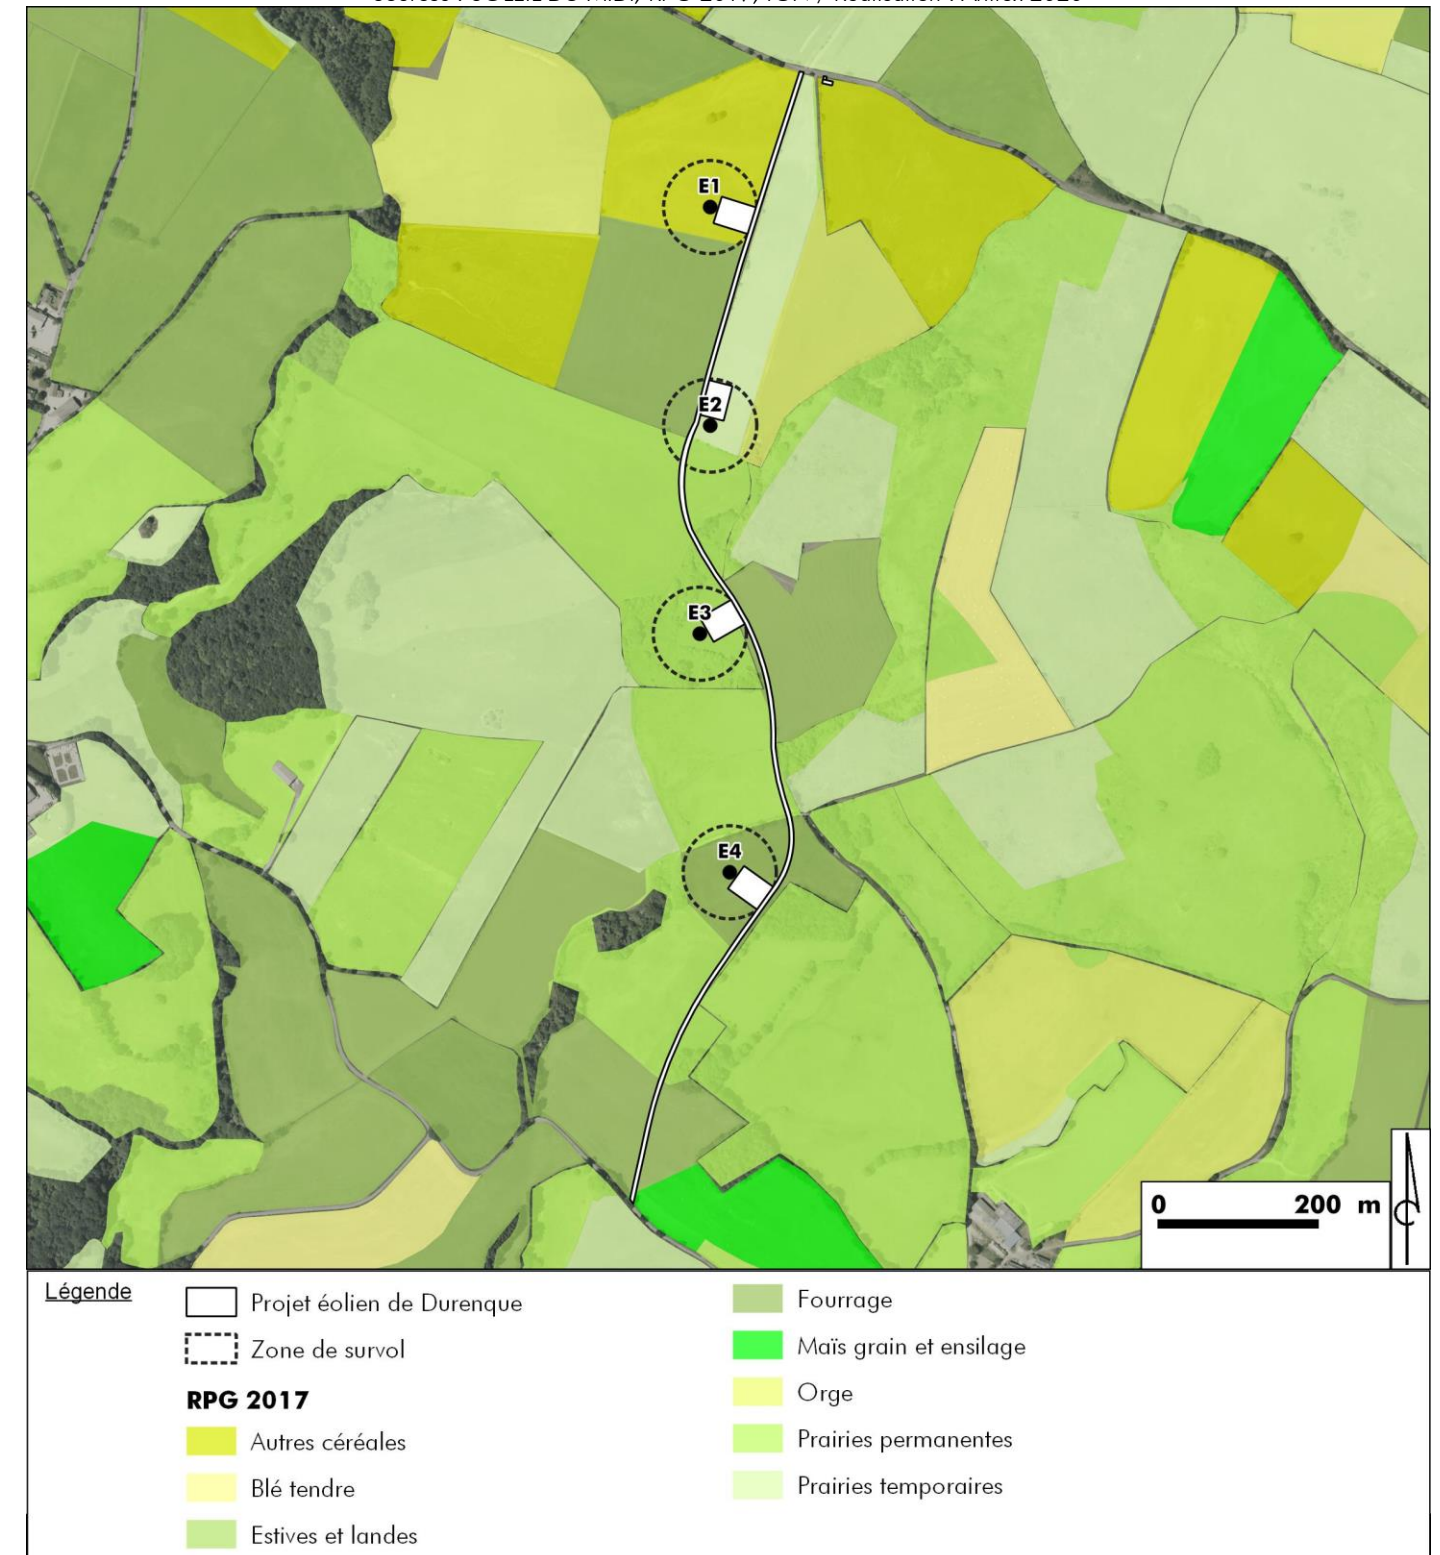 E1
E2
E3
E4
0 200 m
Légende
Projet éolien de Durenque
Zone de survol
RPG 2017
Autres céréales
Blé tendre
Estives et landes
Fourrage
Maïs grain et ensilage
Orge
Prairies permanentes
Prairies temporaires